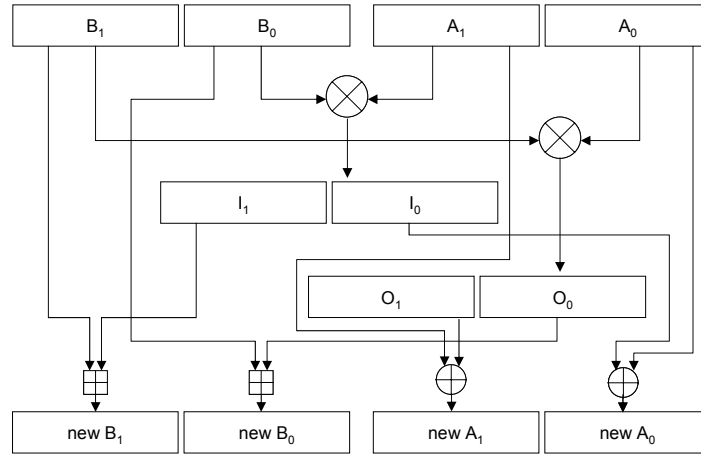 B₁ B₀ A₁ A₀
I₁ I₀
O₁ O₀
new B₁ new B₀ new A₁ new A₀